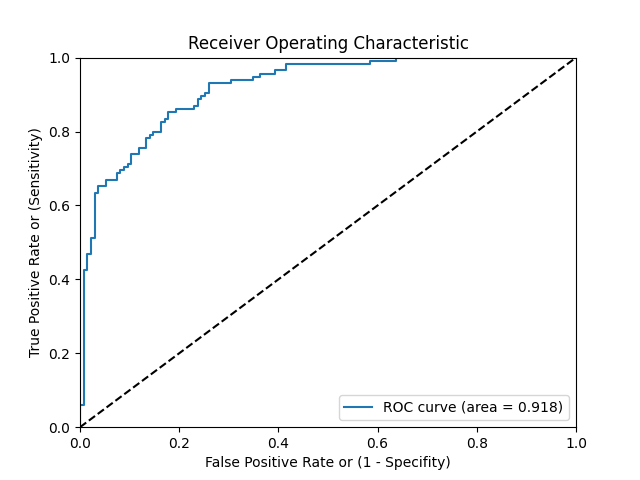 Receiver Operating Characteristic
1.0
0.8
0.6
0.4
0.2
0.0
True Positive Rate or (Sensitivity)
ROC curve (area = 0.918)
0.0 0.2 0.4 0.6 0.8 1.0
False Positive Rate or (1 - Specifity)